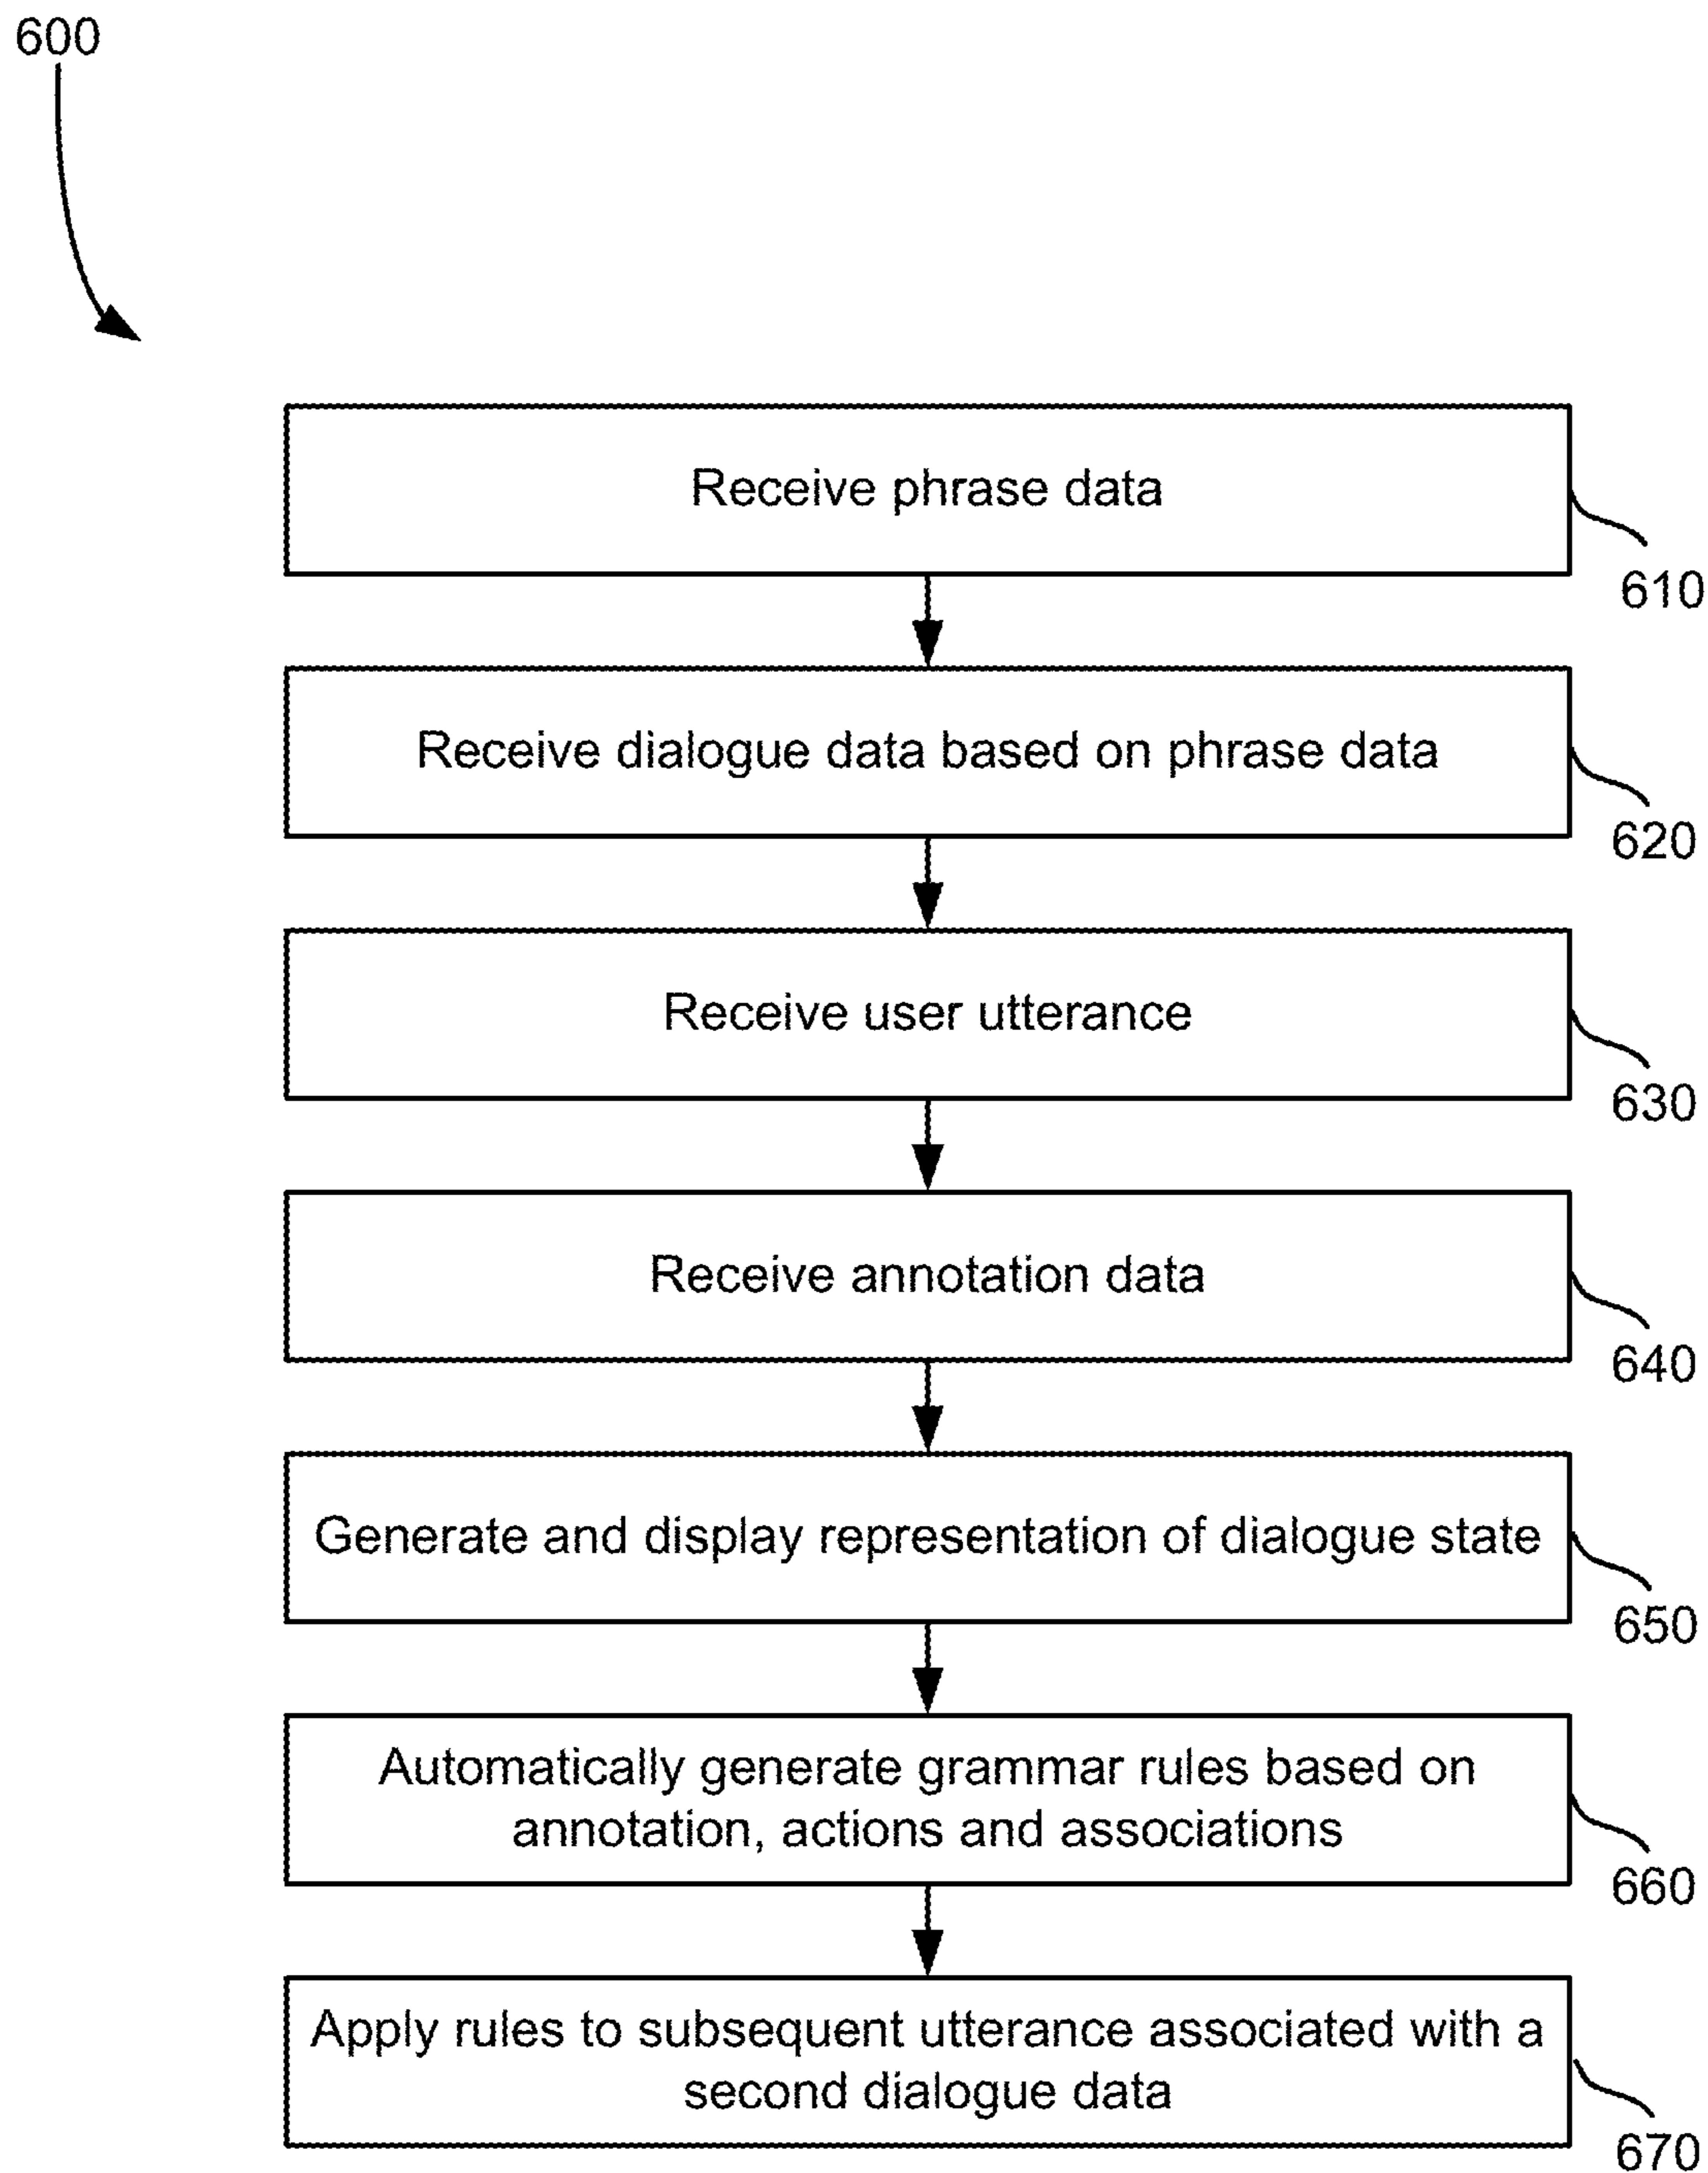 600
Receive phrase data
610
Receive dialogue data based on phrase data
620
Receive user utterance
630
Receive annotation data
640
Generate and display representation of dialogue state
650
Automatically generate grammar rules based on
annotation, actions and associations
660
Apply rules to subsequent utterance associated with a
second dialogue data
670